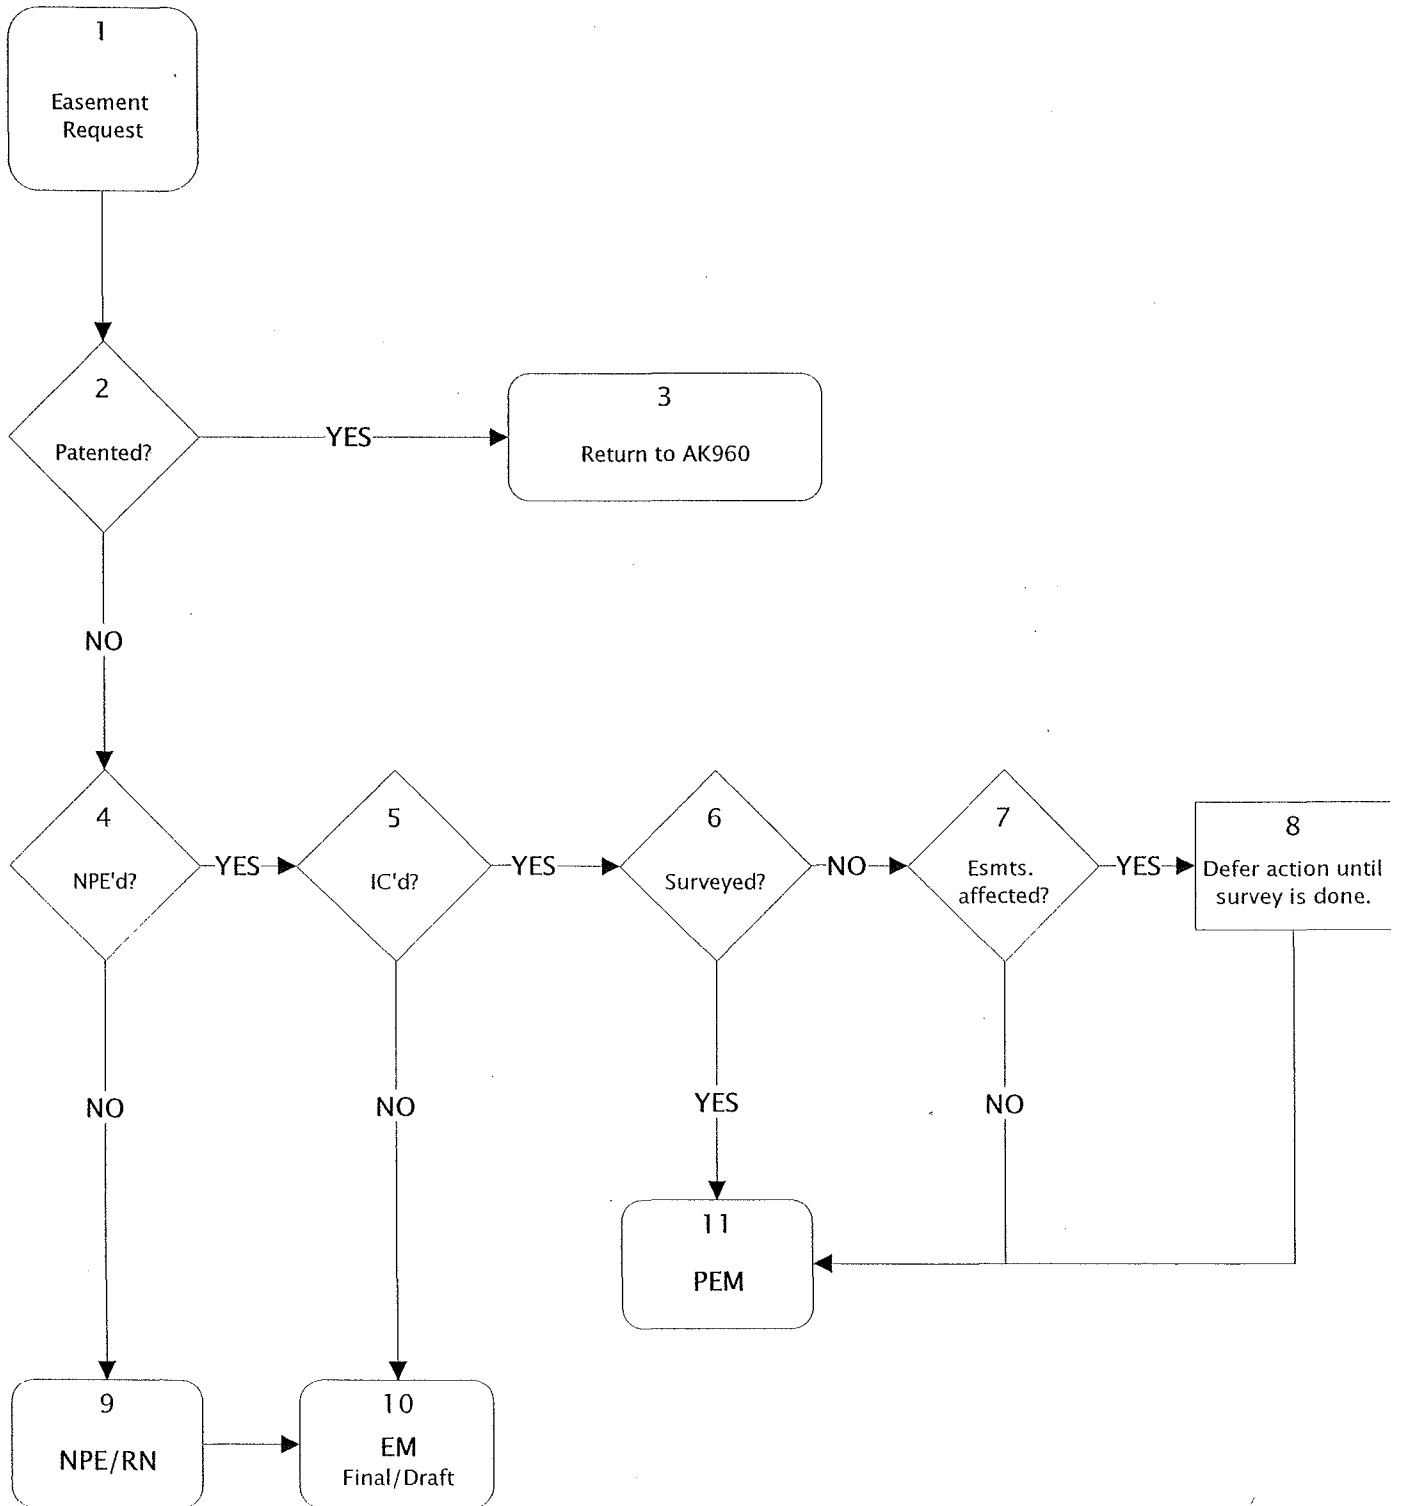 1
Easement
Request
2
Patented?
YES
3
Return to AK960
NO
4
NPE'd?
YES
5
IC'd?
YES
6
Surveyed?
NO
7
Esmts.
affected?
YES
8
Defer action until
survey is done.
NO
NO
YES
NO
11
PEM
9
NPE/RN
10
EM
Final/Draft